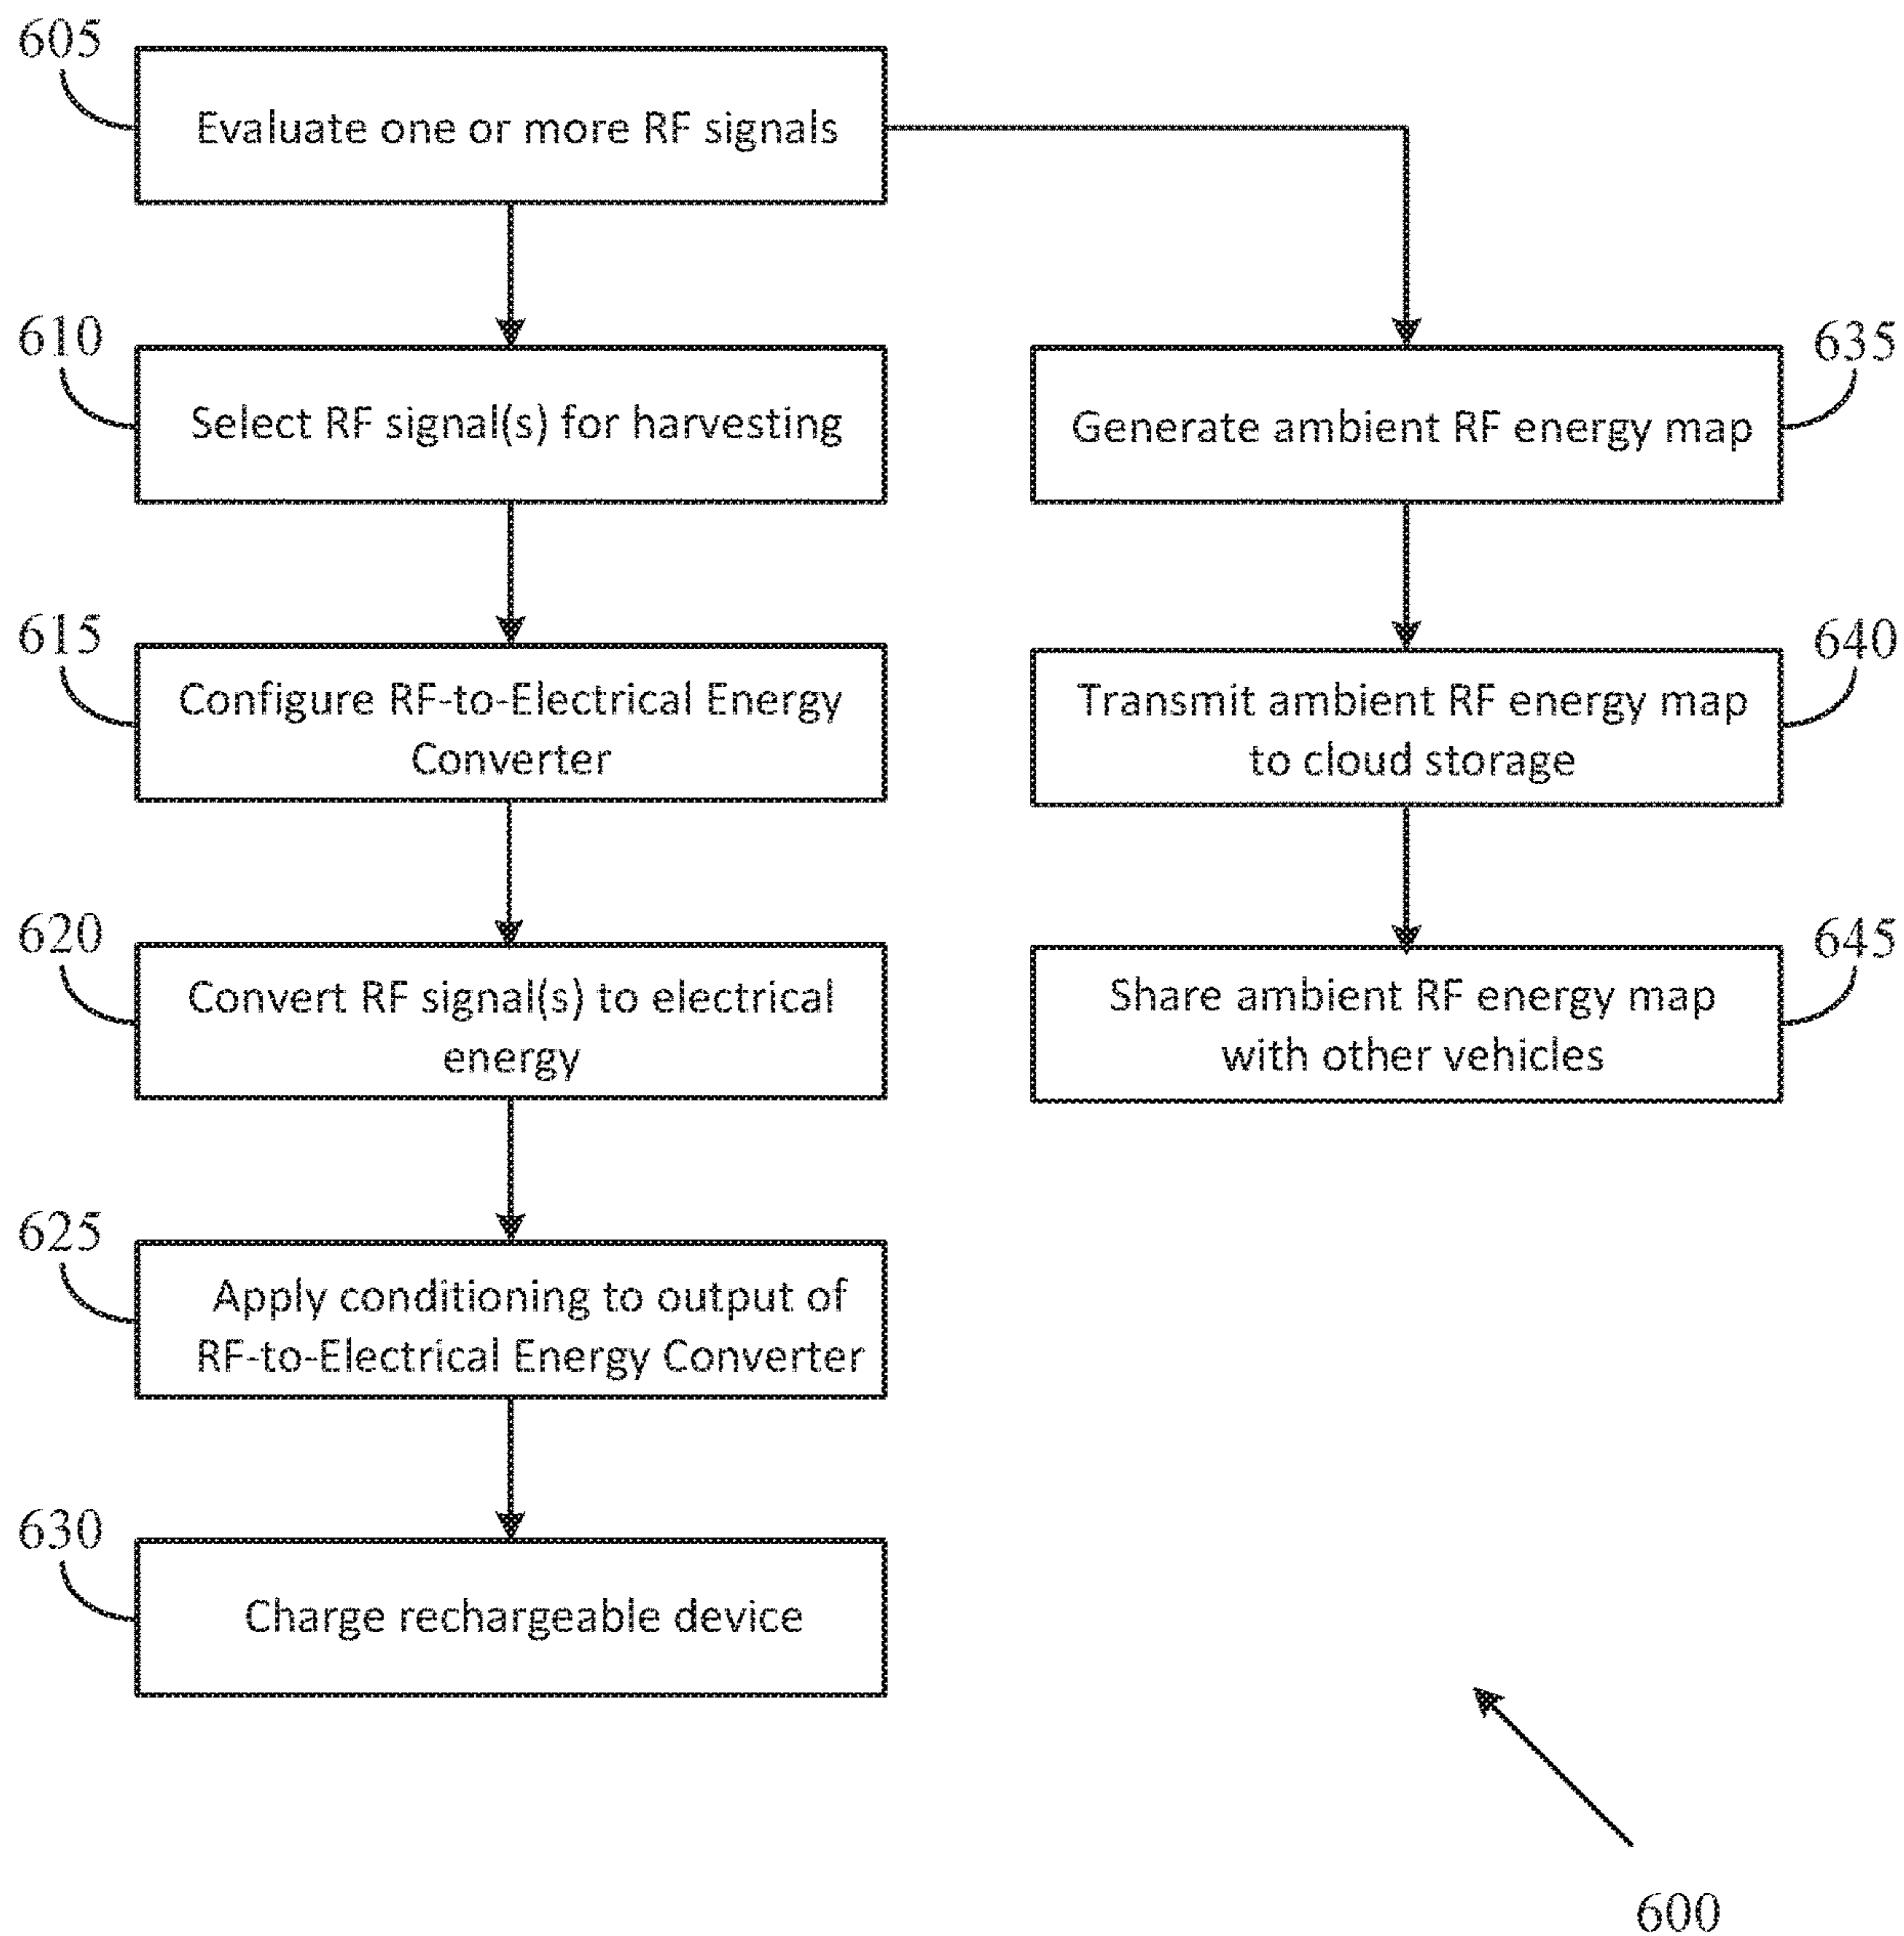 605
Evaluate one or more RF signals
610
Select RF signal(s) for harvesting
615
Configure RF-to-Electrical Energy
Converter
620
Convert RF signal(s) to electrical
energy
625
Apply conditioning to output of
RF-to-Electrical Energy Converter
630
Charge rechargeable device
635
Generate ambient RF energy map
640
Transmit ambient RF energy map
to cloud storage
645
Share ambient RF energy map
with other vehicles
600